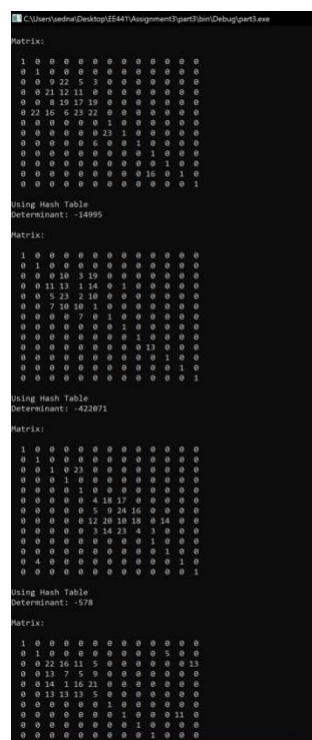 C:\Users\sedna\Desktop\EE441\Assignment3\part3\bin\Debug\part3.exe
Matrix:
1 0 0 0 0 0 0 0 0 0 0 0
0 1 0 0 0 0 0 0 0 0 0 0
0 0 9 22 5 3 0 0 0 0 0 0
0 0 21 12 11 0 0 0 0 0 0 0
0 0 8 19 17 19 0 0 0 0 0 0
0 22 16 6 23 22 0 0 0 0 0 0
0 0 0 0 0 0 1 0 0 0 0 0
0 0 0 0 0 0 23 1 0 0 0 0
0 0 0 0 0 6 0 0 1 0 0 0
0 0 0 0 0 0 0 0 0 1 0 0
0 0 0 0 0 0 0 0 0 0 1 0
0 0 0 0 0 0 0 0 16 0 1 0
0 0 0 0 0 0 0 0 0 0 0 1
Using Hash Table
Determinant: -14995
Matrix:
1 0 0 0 0 0 0 0 0 0 0 0
0 1 0 0 0 0 0 0 0 0 0 0
0 0 0 10 3 19 0 0 0 0 0 0
0 0 11 13 1 14 0 1 0 0 0 0
0 0 5 23 2 10 0 0 0 0 0 0
0 0 7 10 10 1 0 0 0 0 0 0
0 0 0 0 7 0 1 0 0 0 0 0
0 0 0 0 0 0 0 1 0 0 0 0
0 0 0 0 0 0 0 0 1 0 0 0
0 0 0 0 0 0 0 0 0 13 0 0
0 0 0 0 0 0 0 0 0 0 1 0
0 0 0 0 0 0 0 0 0 0 1 0
0 0 0 0 0 0 0 0 0 0 0 1
Using Hash Table
Determinant: -422071
Matrix:
1 0 0 0 0 0 0 0 0 0 0 0
0 1 0 0 0 0 0 0 0 0 0 0
0 0 1 0 23 0 0 0 0 0 0 0
0 0 0 1 0 0 0 0 0 0 0 0
0 0 0 0 1 0 0 0 0 0 0 0
0 0 0 0 0 4 18 17 0 0 0 0
0 0 0 0 0 5 9 24 16 0 0 0
0 0 0 0 0 12 20 10 18 0 14 0 0
0 0 0 0 0 3 14 23 4 3 0 0 0
0 0 0 0 0 0 0 0 0 1 0 0 0
0 0 0 0 0 0 0 0 0 0 1 0 0
0 4 0 0 0 0 0 0 0 0 0 1 0
0 0 0 0 0 0 0 0 0 0 0 0 1
Using Hash Table
Determinant: -578
Matrix:
1 0 0 0 0 0 0 0 0 0 0 0
0 1 0 0 0 0 0 0 0 0 5 0 0
0 0 22 16 11 5 0 0 0 0 0 0 13
0 0 13 7 5 9 0 0 0 0 0 0 0
0 0 14 1 16 21 0 0 0 0 0 0 0
0 0 13 13 13 5 0 0 0 0 0 0 0
0 0 0 0 0 0 1 0 0 0 0 0 0
0 0 0 0 0 0 0 1 0 0 0 11 0
0 0 0 0 0 0 0 0 1 0 0 0 0
0 0 0 0 0 0 0 0 0 1 0 0 0